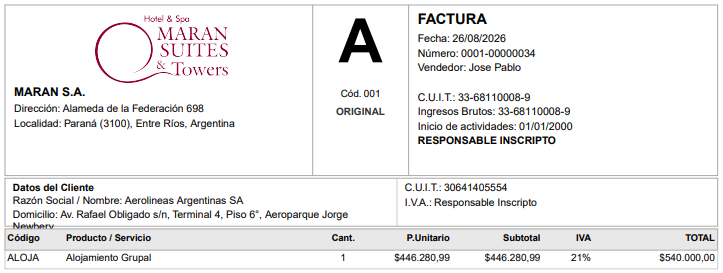 Hotel & Spa
MARAN
SUITES
& Towers
MARAN S.A.
Dirección: Alameda de la Federación 698
Localidad: Paraná (3100), Entre Ríos, Argentina
A
Cód. 001
ORIGINAL
FACTURA
Fecha: 26/08/2026
Número: 0001-00000034
Vendedor: Jose Pablo
C.U.I.T.: 33-68110008-9
Ingresos Brutos: 33-68110008-9
Inicio de actividades: 01/01/2000
RESPONSABLE INSCRIPTO
Datos del Cliente
Razón Social / Nombre: Aerolineas Argentinas SA
Domicilio: Av. Rafael Obligado s/n, Terminal 4, Piso 6°, Aeroparque Jorge
Newbery
C.U.I.T.: 30641405554
I.V.A.: Responsable Inscripto
Código Producto / Servicio Cant. P.Unitario Subtotal IVA TOTAL
ALOJA Alojamiento Grupal 1 $446.280,99 $446.280,99 21% $540.000,00